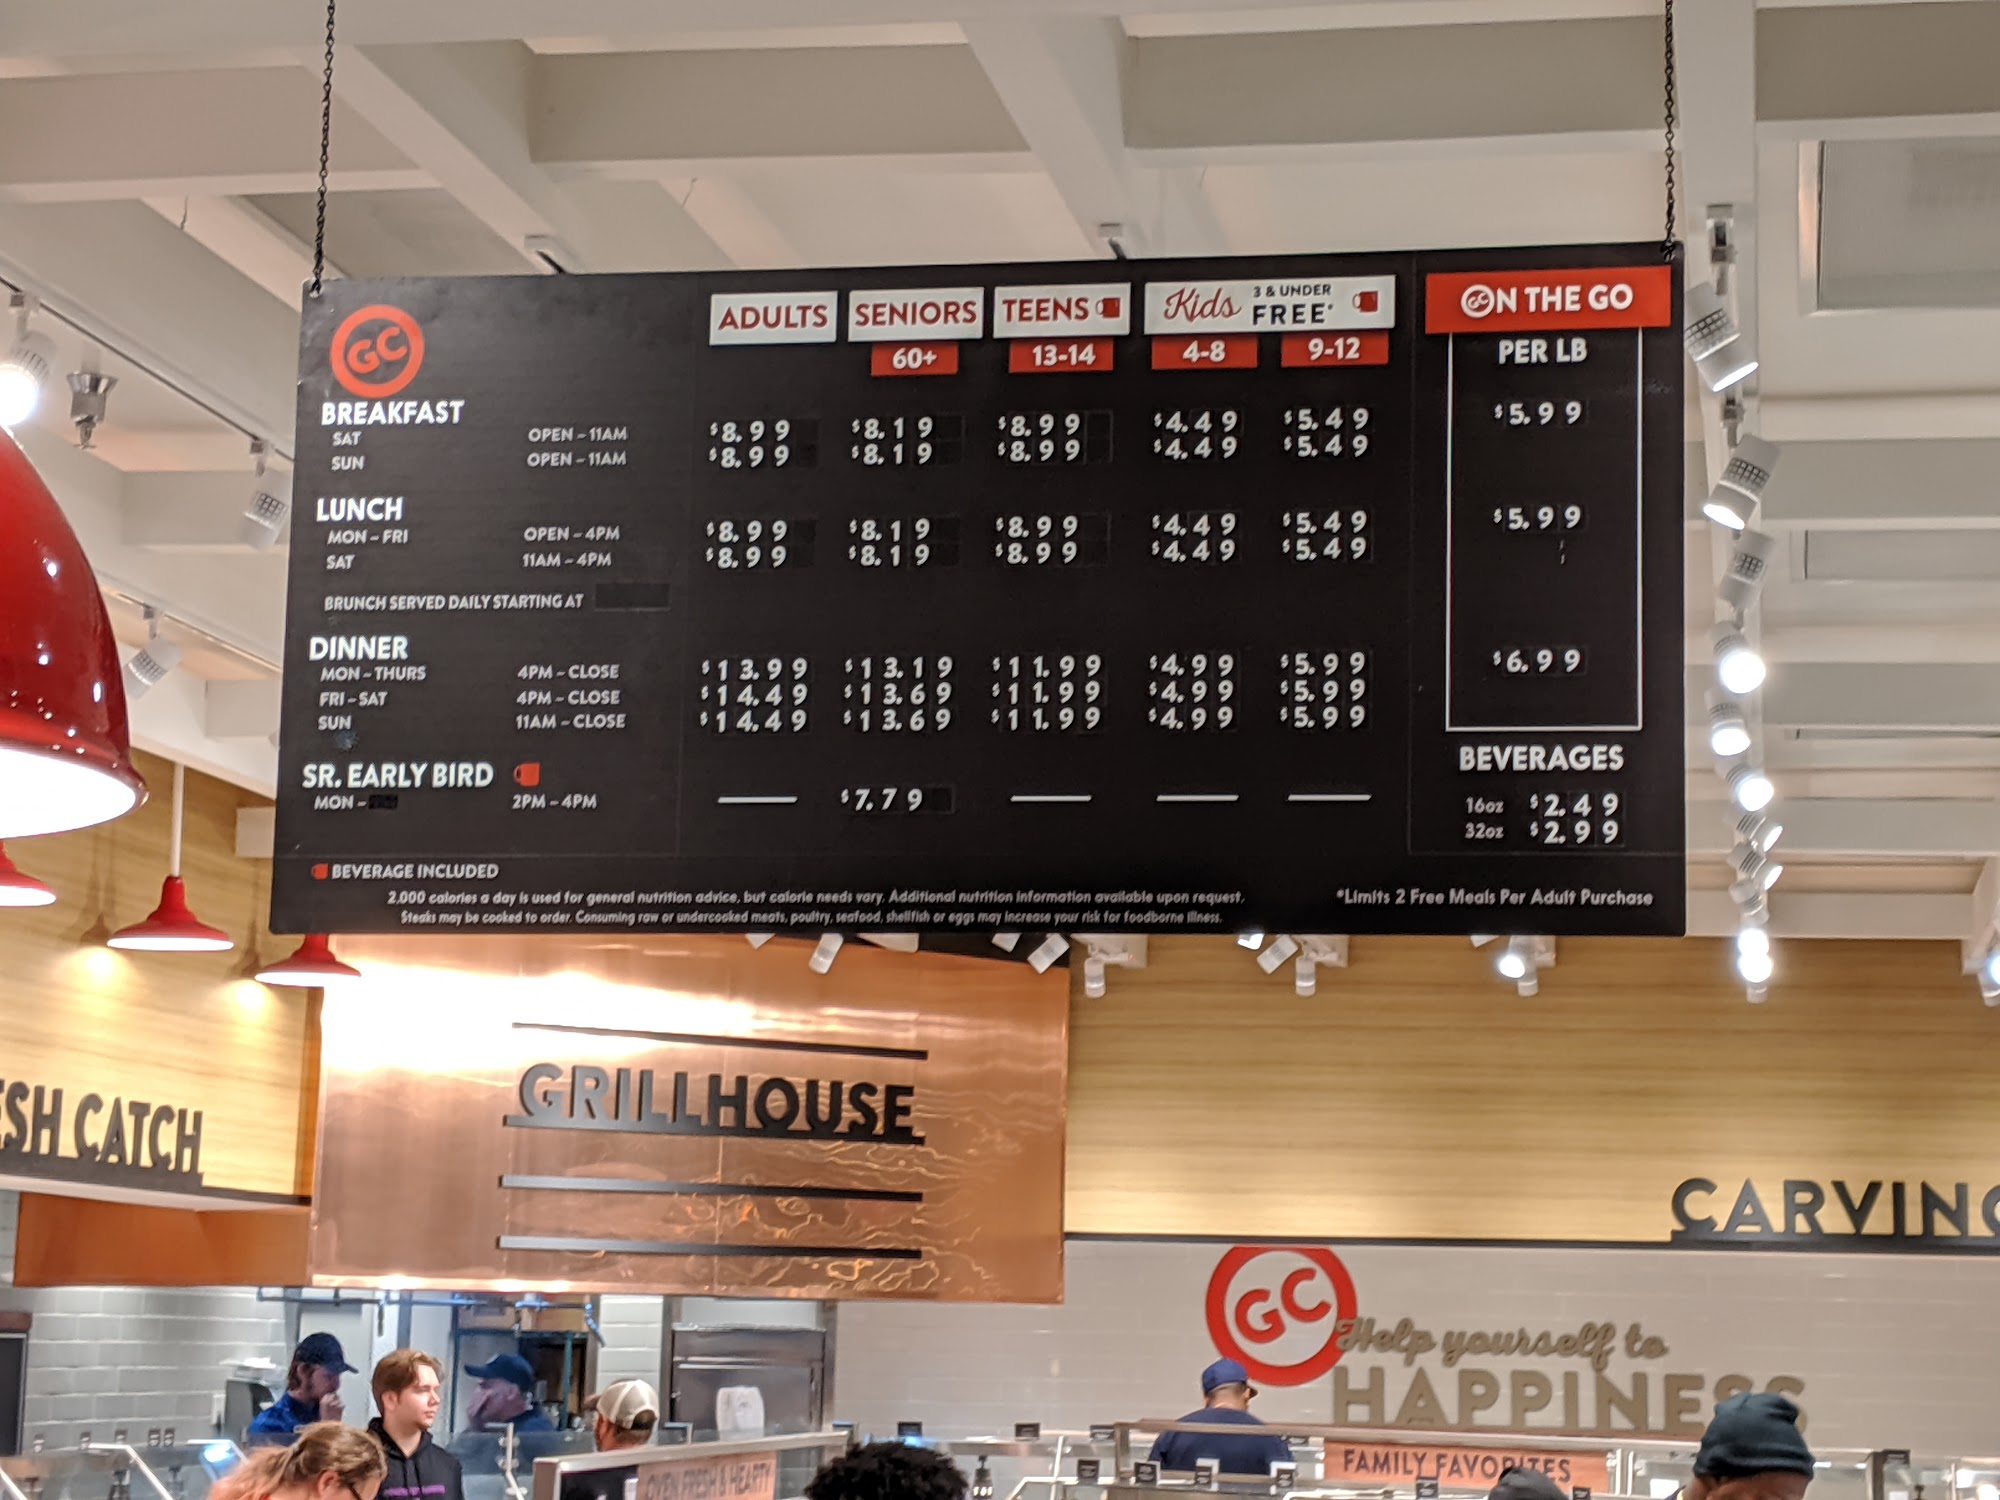 ADULTS SENIORS TEENS Kids 3 & UNDER FREE* GC ON THE GO
60+ 13-14 4-8 9-12 PER LB
GC
BREAKFAST
SAT OPEN – 11AM $8.99 $8.19 $8.99 $4.49 $5.49 $5.99
SUN OPEN – 11AM $8.99 $8.19 $8.99 $4.49 $5.49
LUNCH
MON – FRI OPEN – 4PM $8.99 $8.19 $8.99 $4.49 $5.49 $5.99
SAT 11AM – 4PM $8.99 $8.19 $8.99 $4.49 $5.49
BRUNCH SERVED DAILY STARTING AT
DINNER
MON – THURS 4PM – CLOSE $13.99 $13.19 $11.99 $4.99 $5.99 $6.99
FRI – SAT 4PM – CLOSE $14.49 $13.69 $11.99 $4.99 $5.99
SUN 11AM – CLOSE $14.49 $13.69 $11.99 $4.99 $5.99
SR. EARLY BIRD
MON – 2PM – 4PM $7.79
BEVERAGES
16oz $2.49
32oz $2.99
BEVERAGE INCLUDED
2,000 calories a day is used for general nutrition advice, but calorie needs vary. Additional nutrition information available upon request.
Steaks may be cooked to order. Consuming raw or undercooked meats, poultry, seafood, shellfish or eggs may increase your risk for foodborne illness.
*Limits 2 Free Meals Per Adult Purchase
ESH CATCH
GRILLHOUSE
CARVING
GC
Help yourself to
HAPPINESS
FAMILY FAVORITES
OVEN FRESH & HEARTY